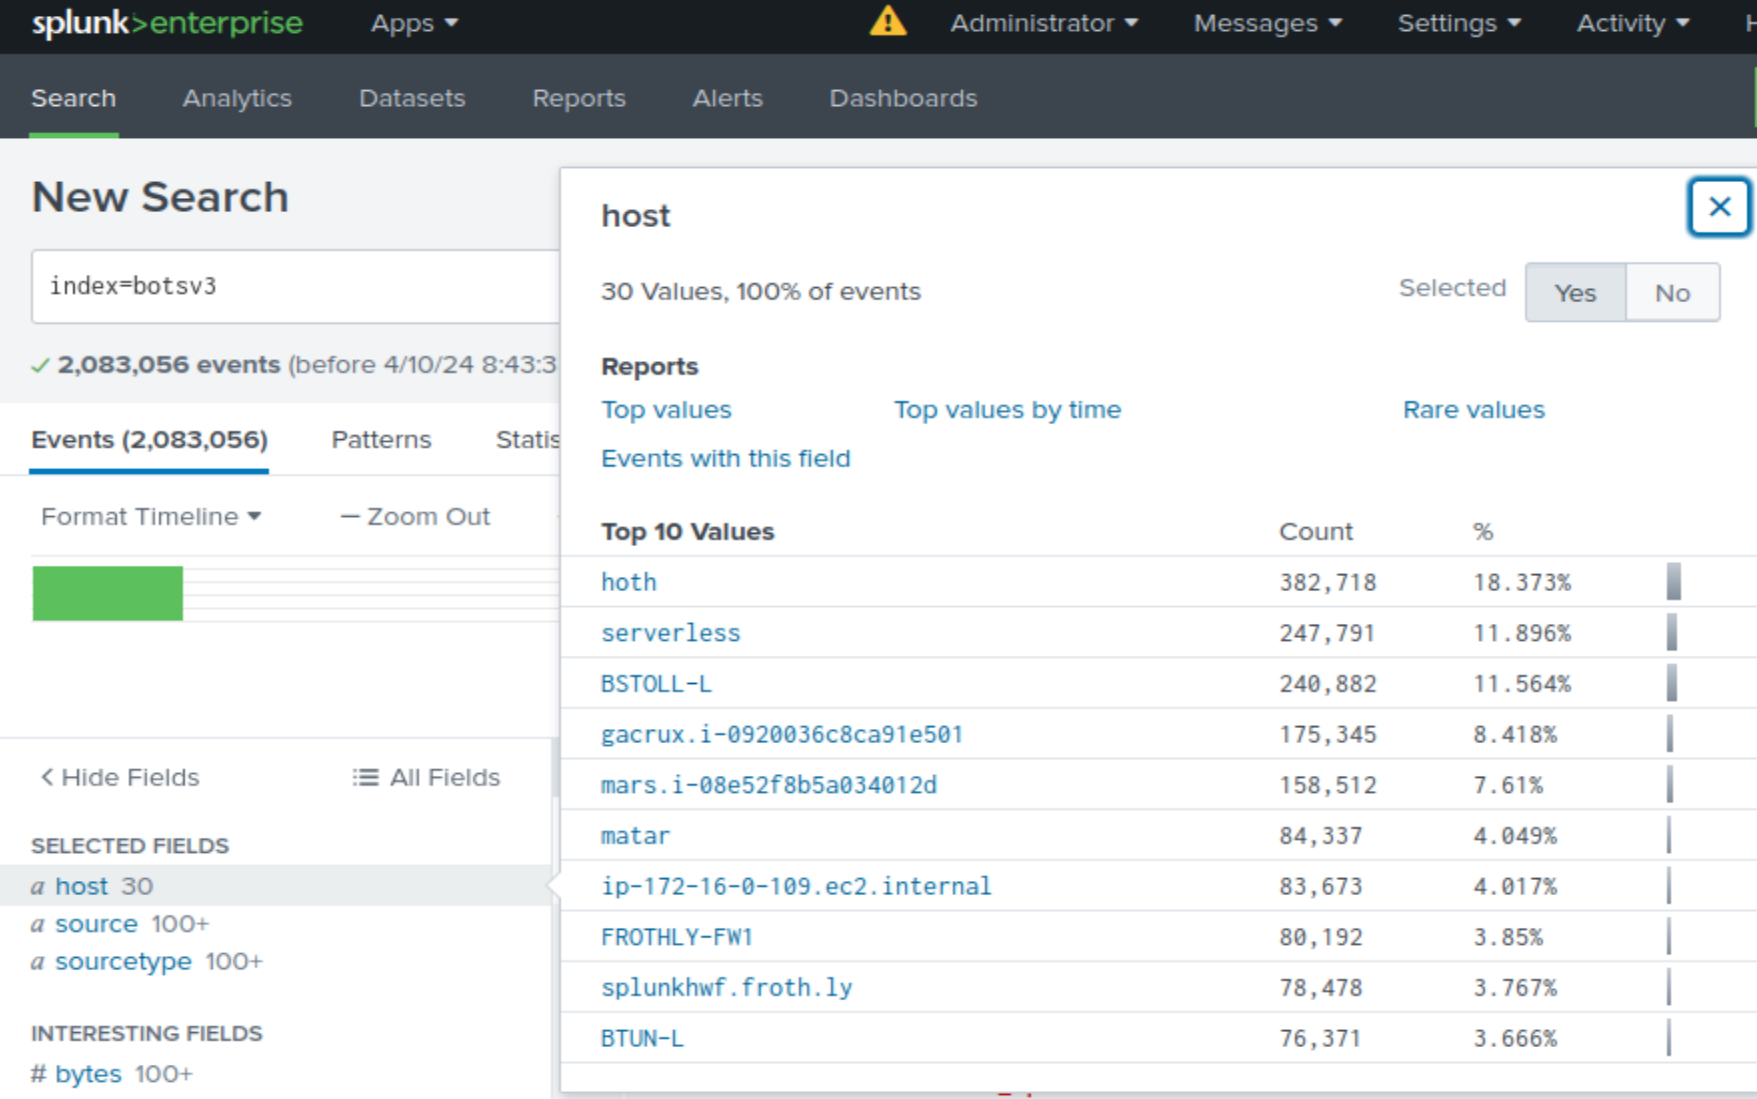 splunk>enterprise Apps Administrator Messages Settings Activity
Search Analytics Datasets Reports Alerts Dashboards
New Search
index=botsv3
2,083,056 events (before 4/10/24 8:43:3
Events (2,083,056) Patterns Statis
Format Timeline — Zoom Out
< Hide Fields All Fields
SELECTED FIELDS
a host 30
a source 100+
a sourcetype 100+
INTERESTING FIELDS
# bytes 100+
host
30 Values, 100% of events Selected Yes No
Reports
Top values Top values by time Rare values
Events with this field
Top 10 Values Count %
hoth 382,718 18.373%
serverless 247,791 11.896%
BSTOLL-L 240,882 11.564%
gacrux.i-0920036c8ca91e501 175,345 8.418%
mars.i-08e52f8b5a034012d 158,512 7.61%
matar 84,337 4.049%
ip-172-16-0-109.ec2.internal 83,673 4.017%
FROTHLY-FW1 80,192 3.85%
splunkhwf.froth.ly 78,478 3.767%
BTUN-L 76,371 3.666%